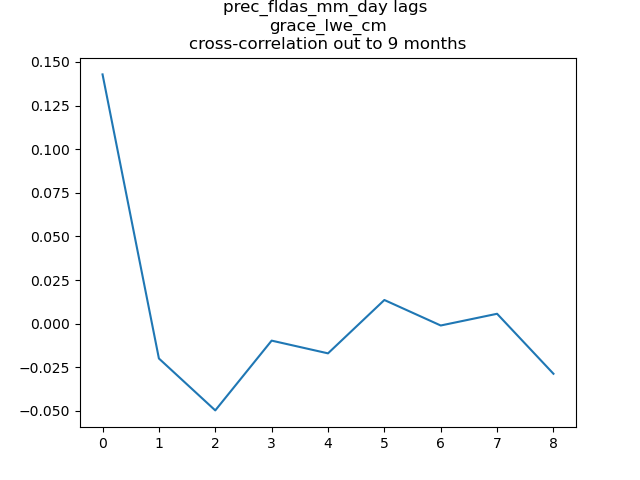 prec_fldas_mm_day lags
grace_lwe_cm
cross-correlation out to 9 months
0.150
0.125
0.100
0.075
0.050
0.025
0.000
−0.025
−0.050
0 1 2 3 4 5 6 7 8